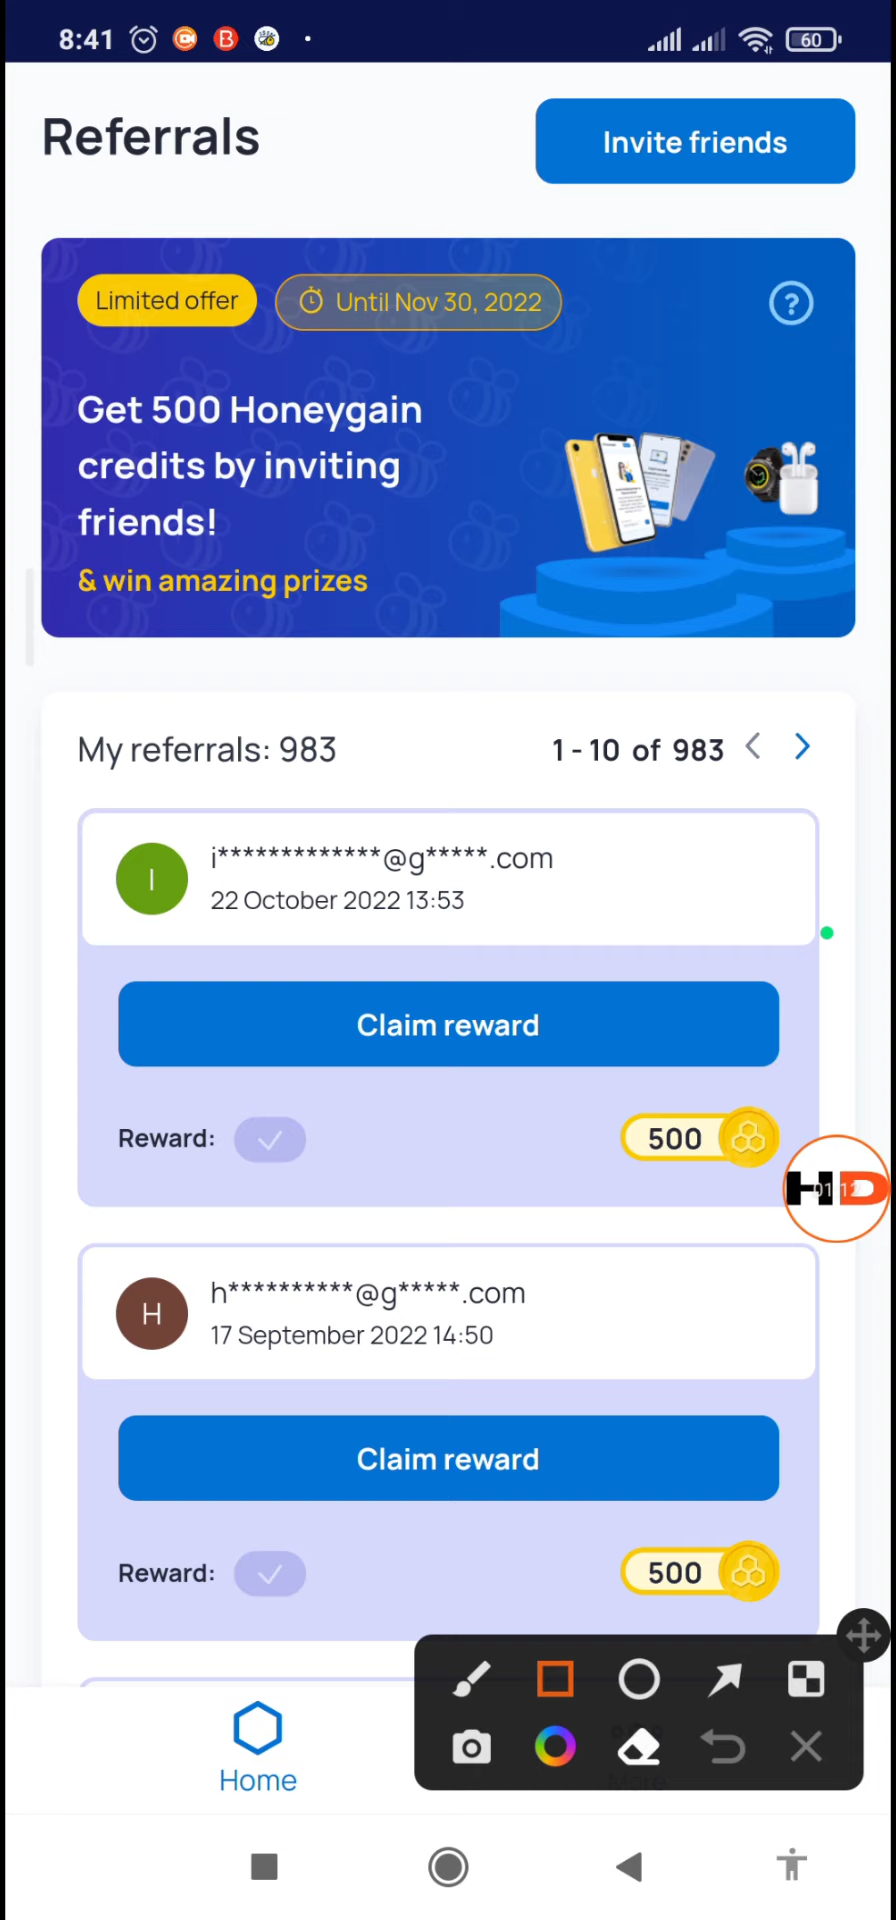 8:41
60
Referrals
Invite friends
Limited offer
Until Nov 30, 2022
?
Get 500 Honeygain
credits by inviting
friends!
& win amazing prizes
My referrals: 983
1 - 10 of 983
I
i*************@g*****.com
22 October 2022 13:53
Claim reward
Reward:
500
HD
H
h**********@g*****.com
17 September 2022 14:50
Claim reward
Reward:
500
Home